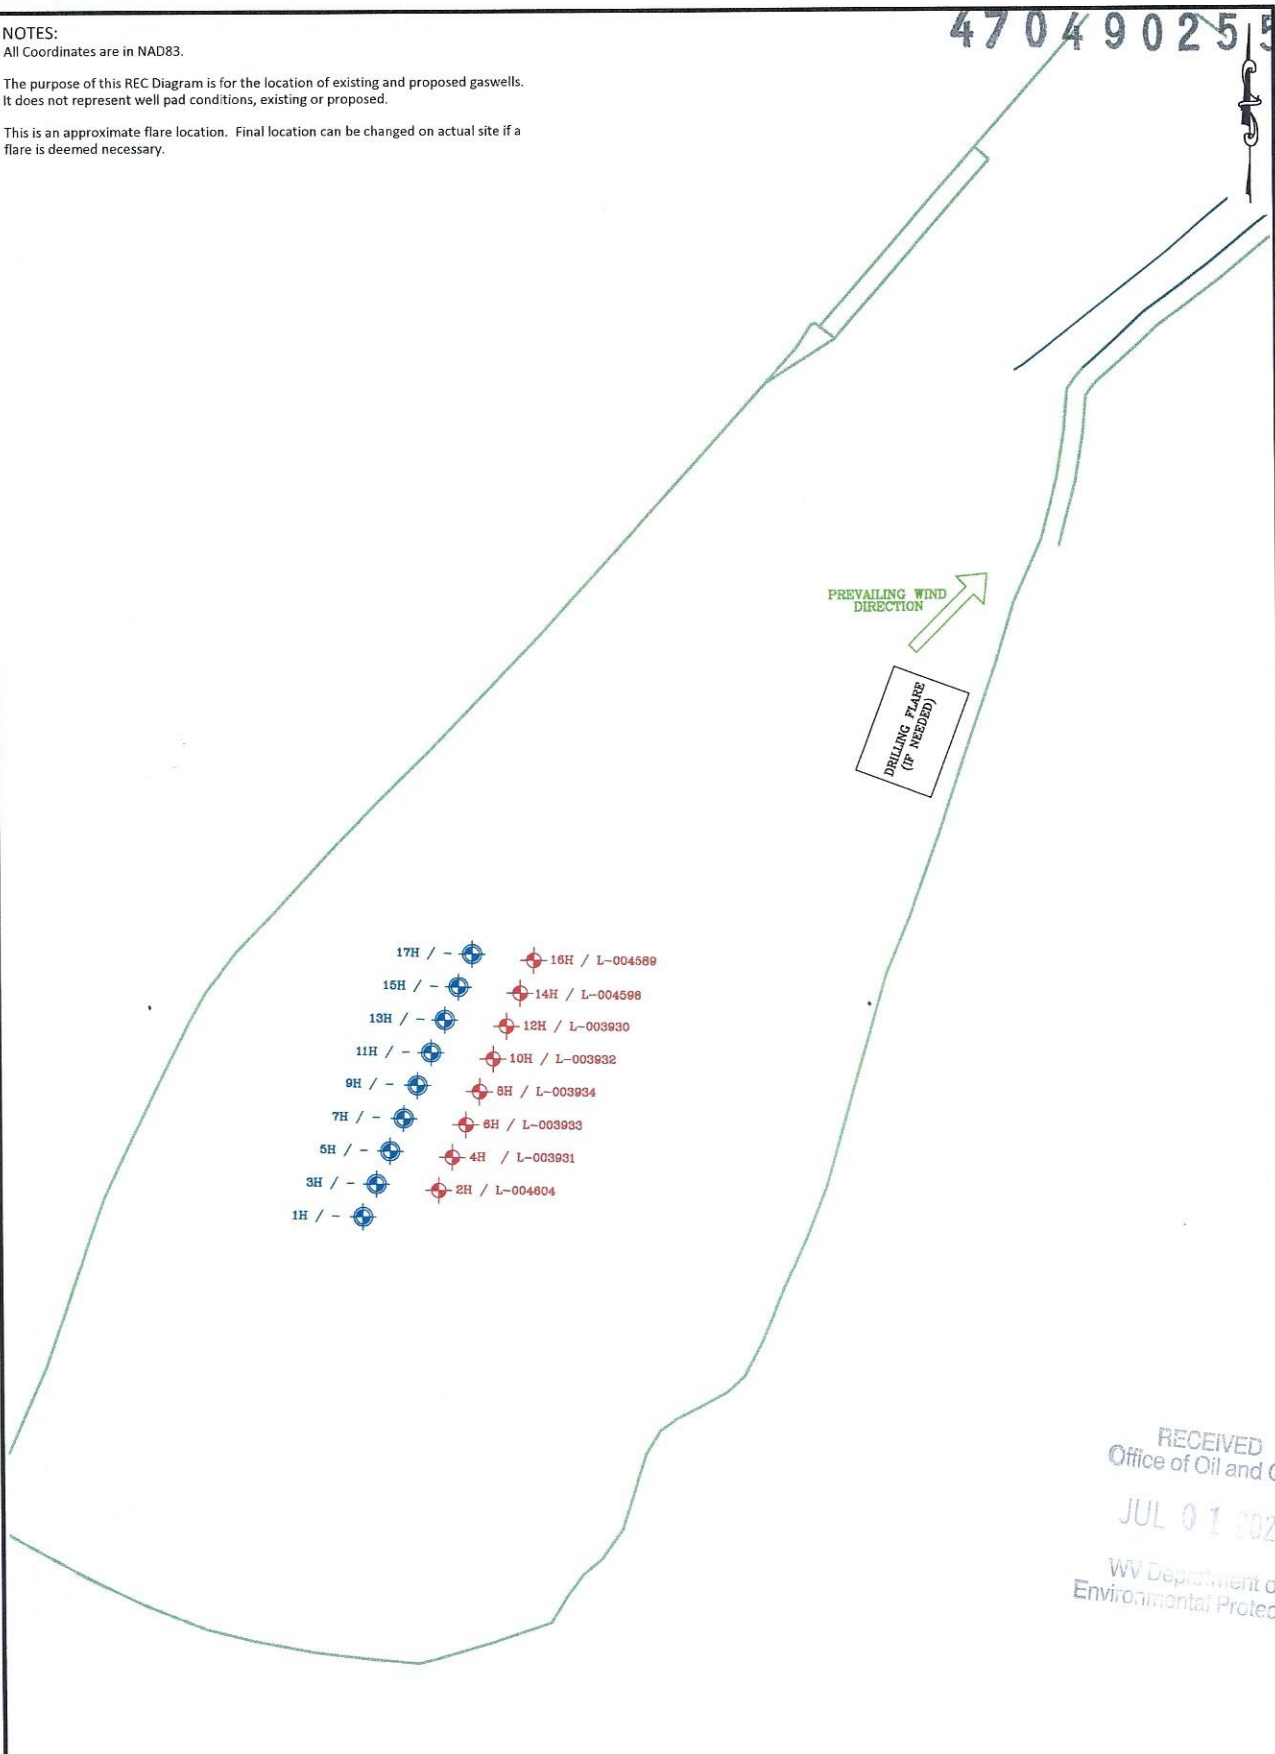 NOTES:
All Coordinates are in NAD83.
The purpose of this REC Diagram is for the location of existing and proposed gaswells.
It does not represent well pad conditions, existing or proposed.
This is an approximate flare location.  Final location can be changed on actual site if a
flare is deemed necessary.
470490255
PREVAILING WIND
DIRECTION
DRILLING FLARE
(IF NEEDED)
17H / -
16H / L-004589
15H / -
14H / L-004598
13H / -
12H / L-003930
11H / -
10H / L-003932
9H / -
8H / L-003934
7H / -
6H / L-003933
5H / -
4H / L-003931
3H / -
2H / L-004604
1H / -
RECEIVED
Office of Oil and G
JUL 01 202
WV Department o
Environmental Protec